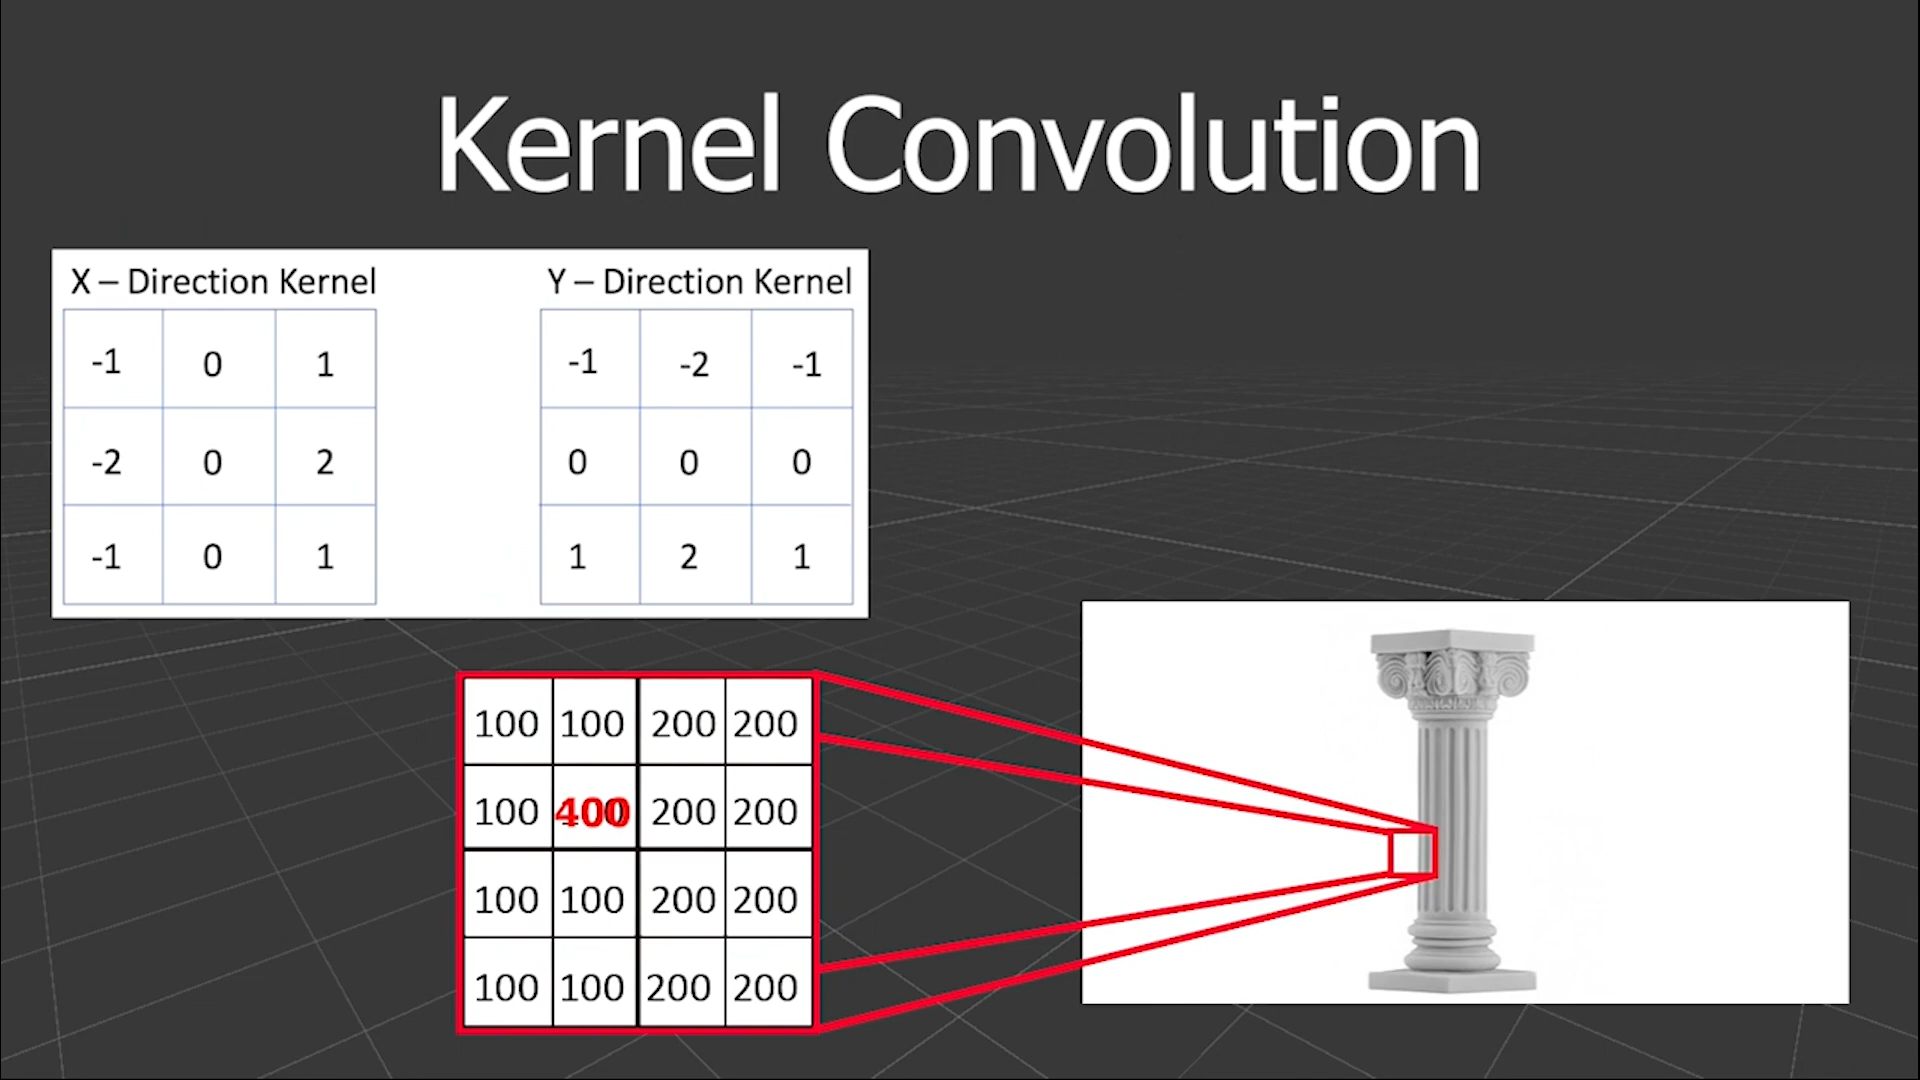 Kernel Convolution
X – Direction Kernel
-1 0 1
-2 0 2
-1 0 1
Y – Direction Kernel
-1 -2 -1
0 0 0
1 2 1
100 100 200 200
100 400 200 200
100 100 200 200
100 100 200 200